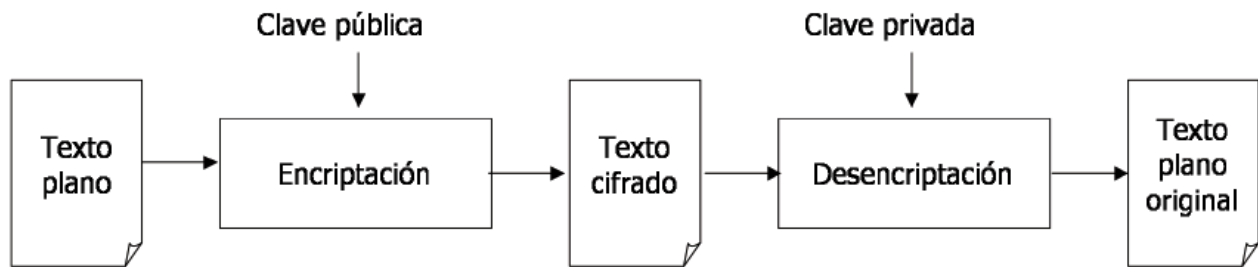 Clave pública
Clave privada
Texto
plano
Encriptación
Texto
cifrado
Desencriptación
Texto
plano
original